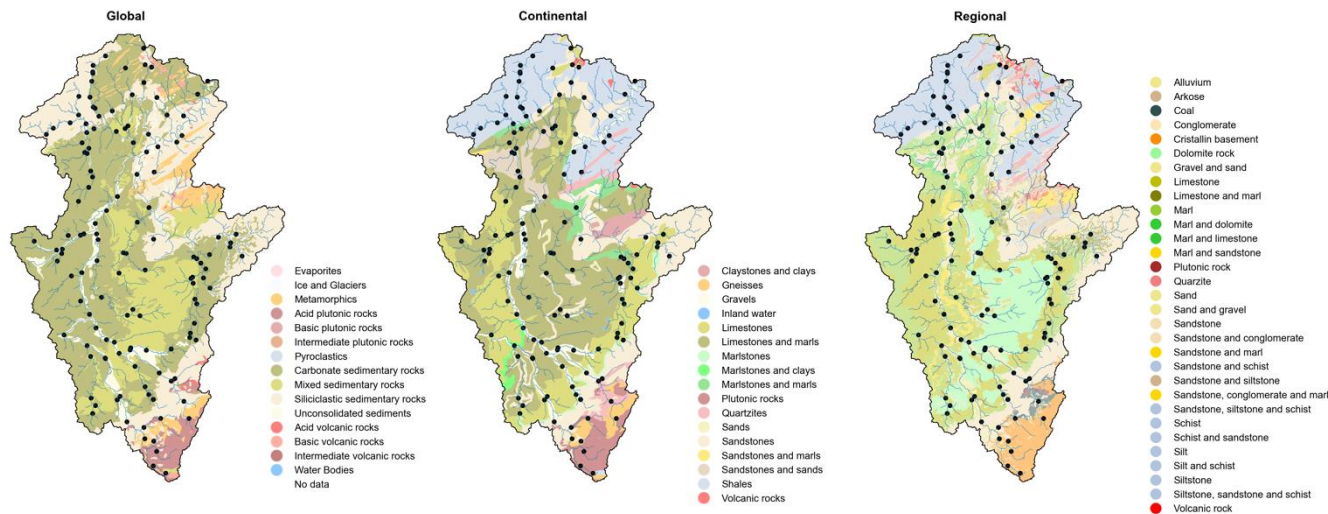 Global
Continental
Regional
Evaporites
Ice and Glaciers
Metamorphics
Acid plutonic rocks
Basic plutonic rocks
Intermediate plutonic rocks
Pyroclastics
Carbonate sedimentary rocks
Mixed sedimentary rocks
Siliciclastic sedimentary rocks
Unconsolidated sediments
Acid volcanic rocks
Basic volcanic rocks
Intermediate volcanic rocks
Water Bodies
No data
Claystones and clays
Gneisses
Gravels
Inland water
Limestones
Limestones and marls
Marlstones
Marlstones and clays
Marlstones and marls
Plutonic rocks
Quartzites
Sands
Sandstones
Sandstones and marls
Sandstones and sands
Shales
Volcanic rocks
Alluvium
Arkose
Coal
Conglomerate
Cristallin basement
Dolomite rock
Gravel and sand
Limestone
Limestone and marl
Marl
Marl and dolomite
Marl and limestone
Marl and sandstone
Plutonic rock
Quarzite
Sand
Sand and gravel
Sandstone
Sandstone and conglomerate
Sandstone and marl
Sandstone and schist
Sandstone and siltstone
Sandstone, conglomerate and marl
Sandstone, siltstone and schist
Schist
Schist and sandstone
Silt
Silt and schist
Siltstone
Siltstone, sandstone and schist
Volcanic rock